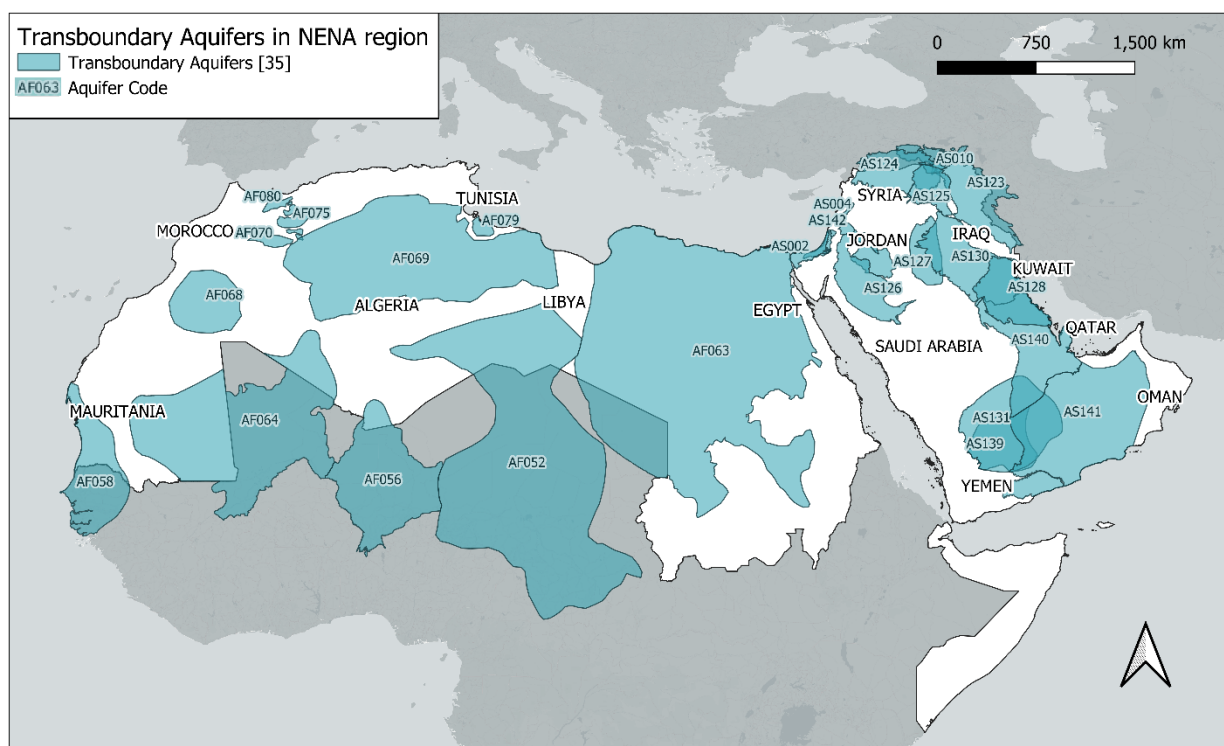 Transboundary Aquifers in NENA region
Transboundary Aquifers [35]
AF063 Aquifer Code
0 750 1,500 km
AS124
AS010
AS123
SYRIA
AS125
AF080
AF075
TUNISIA
AF079
MOROCCO
AF070
AS004
AS142
AS002
JORDAN
IRAQ
AS127
AS130
AF069
KUWAIT
AS128
AF068
ALGERIA
LIBYA
EGYPT
AS126
QATAR
AS140
SAUDI ARABIA
AF063
MAURITANIA
AF064
OMAN
AS131
AS141
AS139
AF058
AF056
AF052
YEMEN